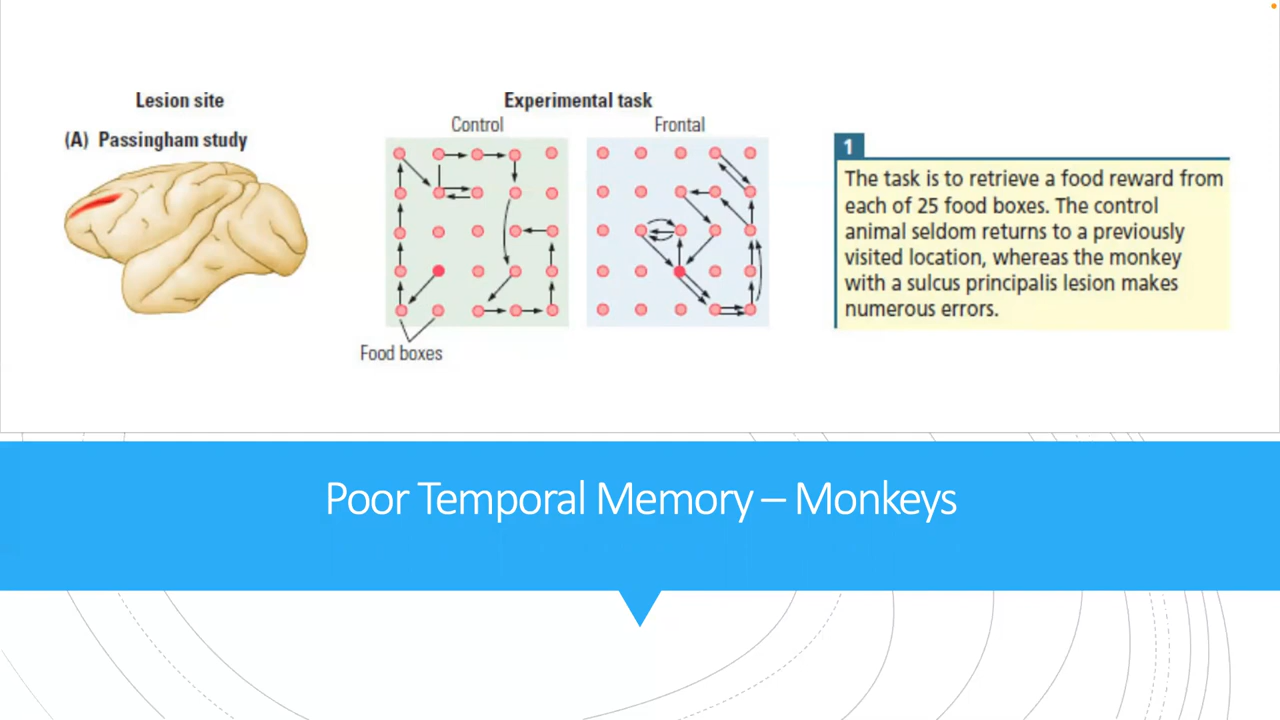 Lesion site
(A) Passingham study
Experimental task
Control
Frontal
Food boxes
1
The task is to retrieve a food reward from
each of 25 food boxes. The control
animal seldom returns to a previously
visited location, whereas the monkey
with a sulcus principalis lesion makes
numerous errors.
Poor Temporal Memory – Monkeys